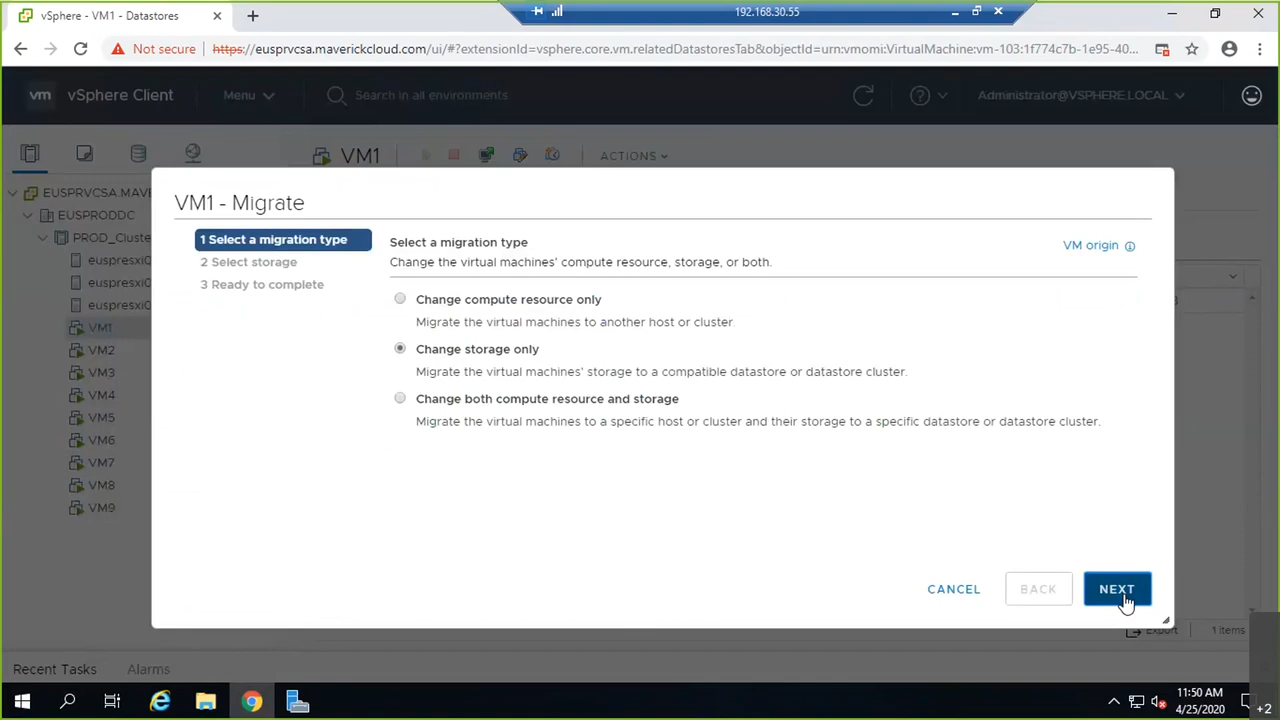 vSphere - VM1 - Datastores
192.168.30.55
Not secure
https://eusprvcsa.maverickcloud.com/ui/#?extensionId=vsphere.core.vm.relatedDatastoresTab&objectId=urn:vmomi:VirtualMachine:vm-103:1f774c7b-1e95-40...
vm vSphere Client Menu Search in all environments Administrator@VSPHERE.LOCAL
VM1 ACTIONS
EUSPRVCSA.MAV
EUSPRODDC
PROD_Cluste
euspresxi0
euspresxi0
euspresxi0
VM1
VM2
VM3
VM4
VM5
VM6
VM7
VM8
VM9
VM1 - Migrate
1 Select a migration type
2 Select storage
3 Ready to complete
Select a migration type
VM origin
Change the virtual machines' compute resource, storage, or both.
Change compute resource only
Migrate the virtual machines to another host or cluster.
Change storage only
Migrate the virtual machines' storage to a compatible datastore or datastore cluster.
Change both compute resource and storage
Migrate the virtual machines to a specific host or cluster and their storage to a specific datastore or datastore cluster.
CANCEL BACK NEXT
Export 1 items
Recent Tasks Alarms
11:50 AM
4/25/2020
+2